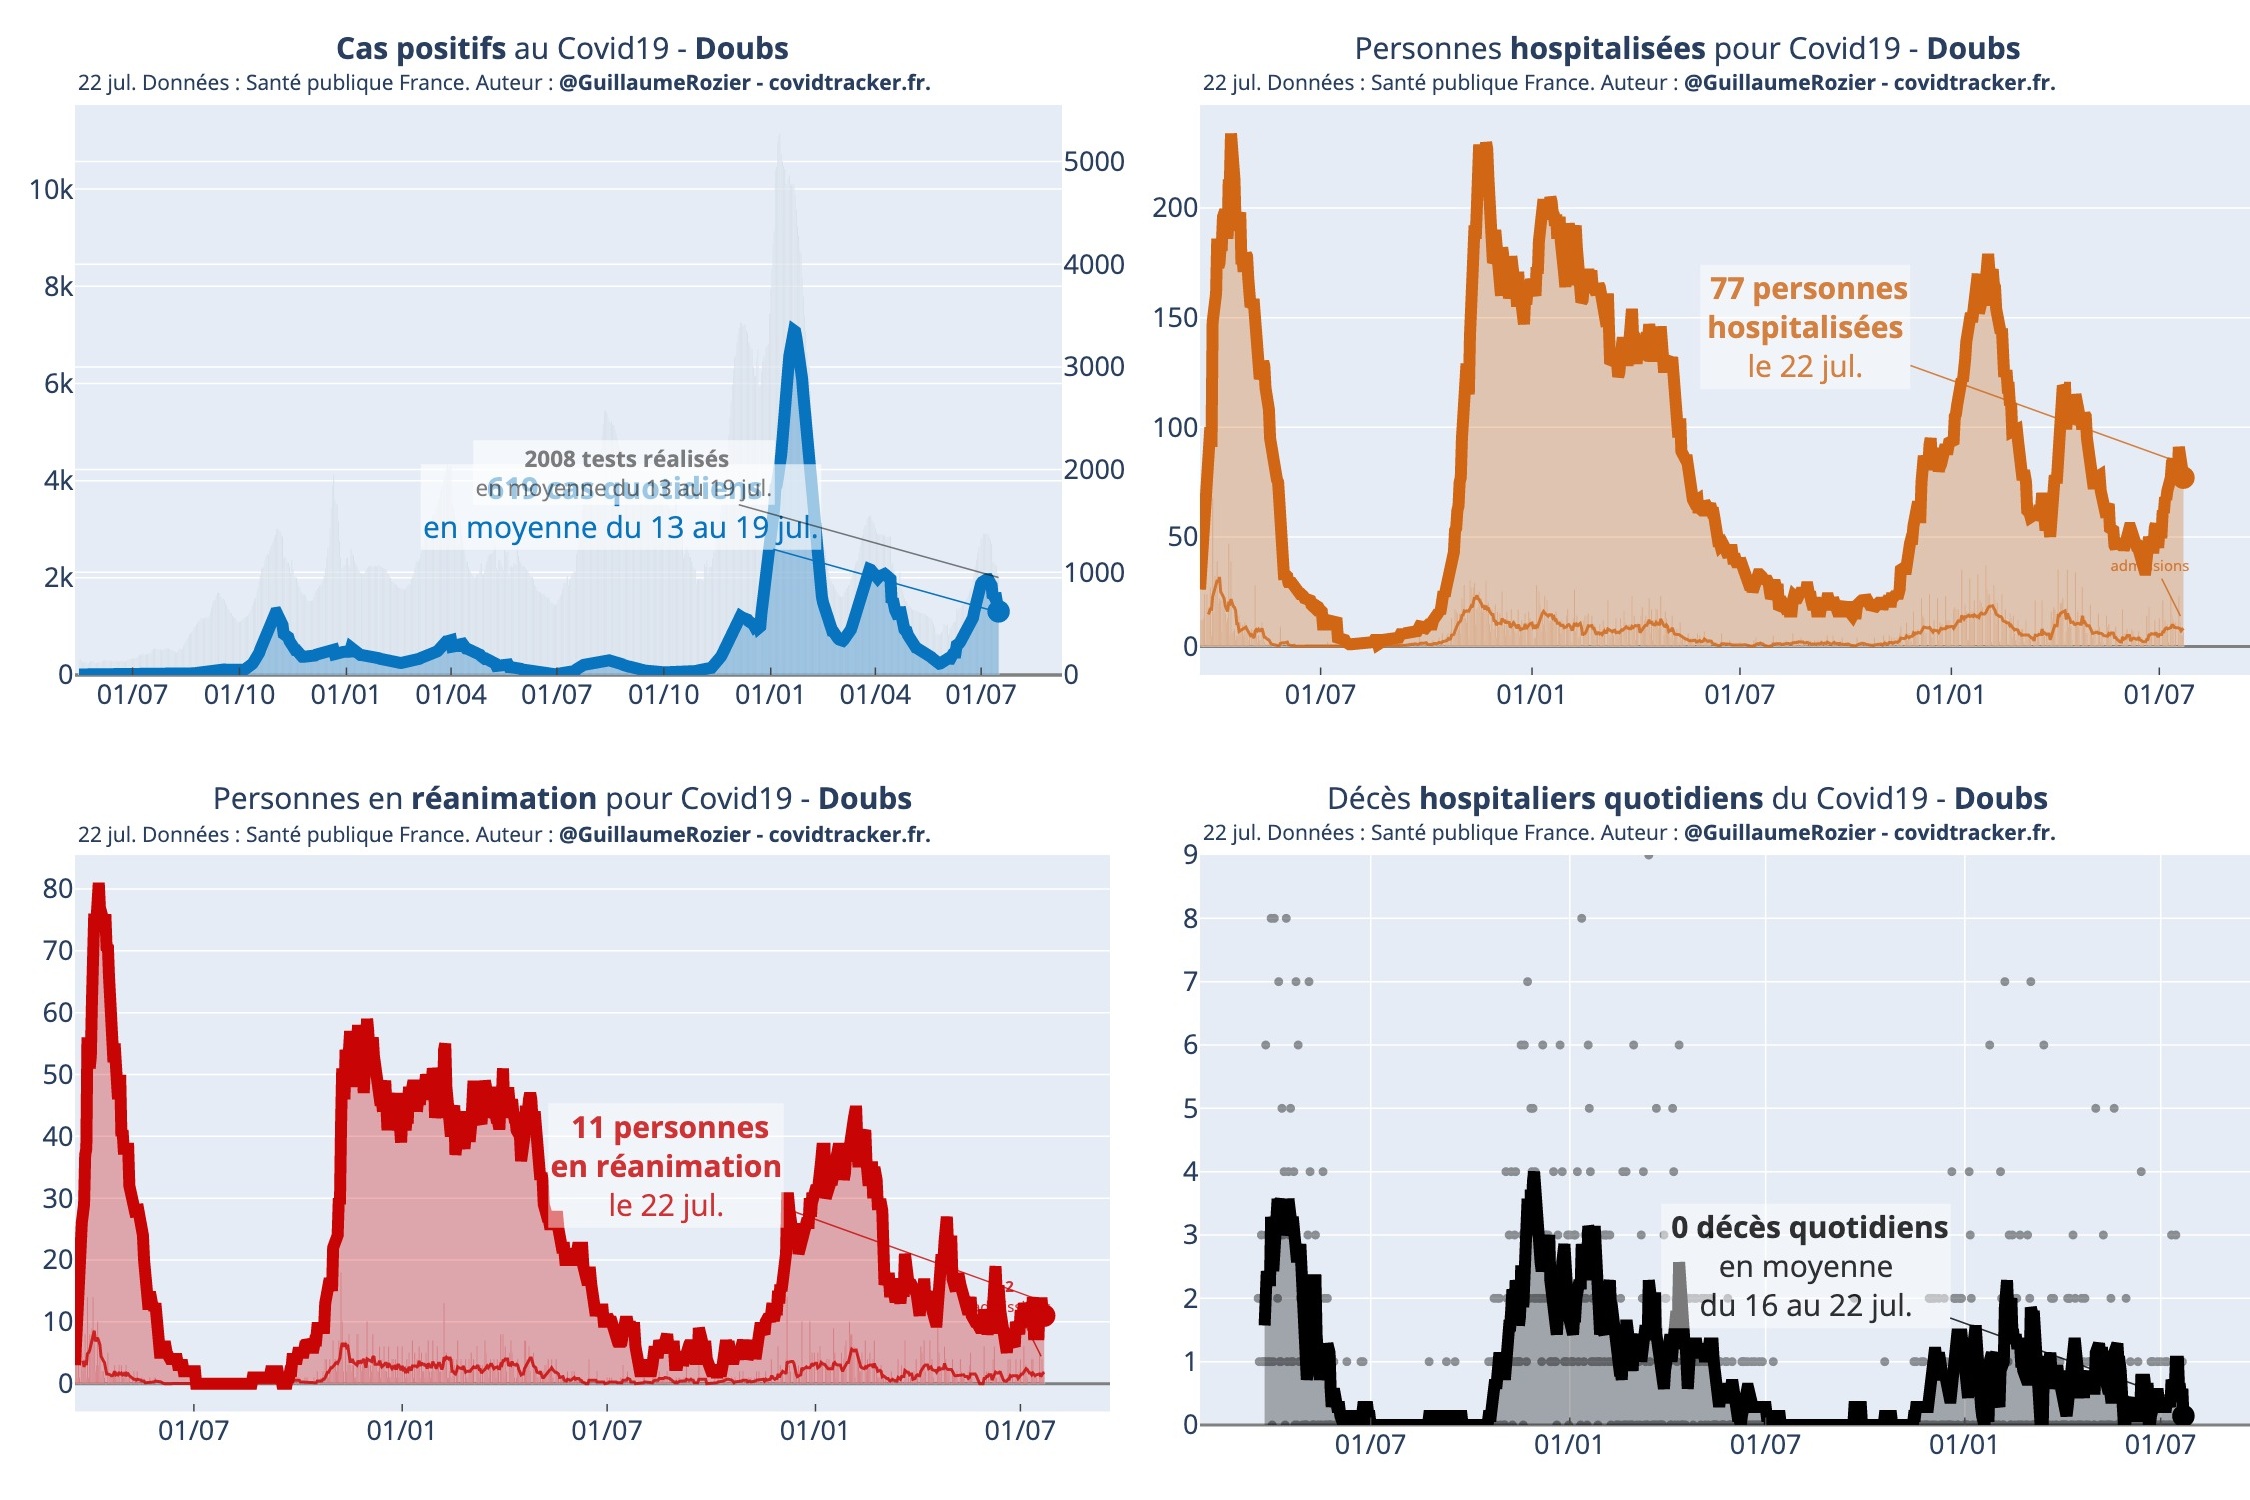 Cas positifs au Covid19 - Doubs
22 jul. Données : Santé publique France. Auteur : @GuillaumeRozier - covidtracker.fr.
10k
8k
6k
4k
2k
0
5000
4000
3000
2000
1000
0
2008 tests réalisés
en moyenne du 13 au 19 jul.
619 cas quotidiens
en moyenne du 13 au 19 jul.
01/07 01/10 01/01 01/04 01/07 01/10 01/01 01/04 01/07
Personnes hospitalisées pour Covid19 - Doubs
22 jul. Données : Santé publique France. Auteur : @GuillaumeRozier - covidtracker.fr.
200
150
100
50
0
77 personnes
hospitalisées
le 22 jul.
admissions
01/07 01/01 01/07 01/01 01/07
Personnes en réanimation pour Covid19 - Doubs
22 jul. Données : Santé publique France. Auteur : @GuillaumeRozier - covidtracker.fr.
80
70
60
50
40
30
20
10
0
11 personnes
en réanimation
le 22 jul.
2
01/07 01/01 01/07 01/01 01/07
Décès hospitaliers quotidiens du Covid19 - Doubs
22 jul. Données : Santé publique France. Auteur : @GuillaumeRozier - covidtracker.fr.
9
8
7
6
5
4
3
2
1
0
0 décès quotidiens
en moyenne
du 16 au 22 jul.
01/07 01/01 01/07 01/01 01/07